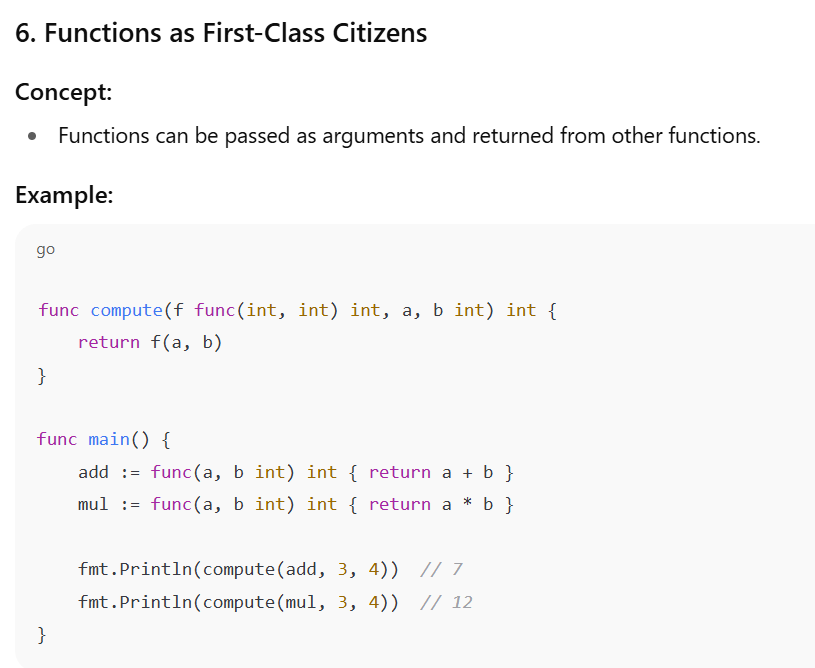 6. Functions as First-Class Citizens
Concept:
• Functions can be passed as arguments and returned from other functions.
Example:
go
func compute(f func(int, int) int, a, b int) int {
    return f(a, b)
}
func main() {
    add := func(a, b int) int { return a + b }
    mul := func(a, b int) int { return a * b }
    fmt.Println(compute(add, 3, 4))  // 7
    fmt.Println(compute(mul, 3, 4))  // 12
}